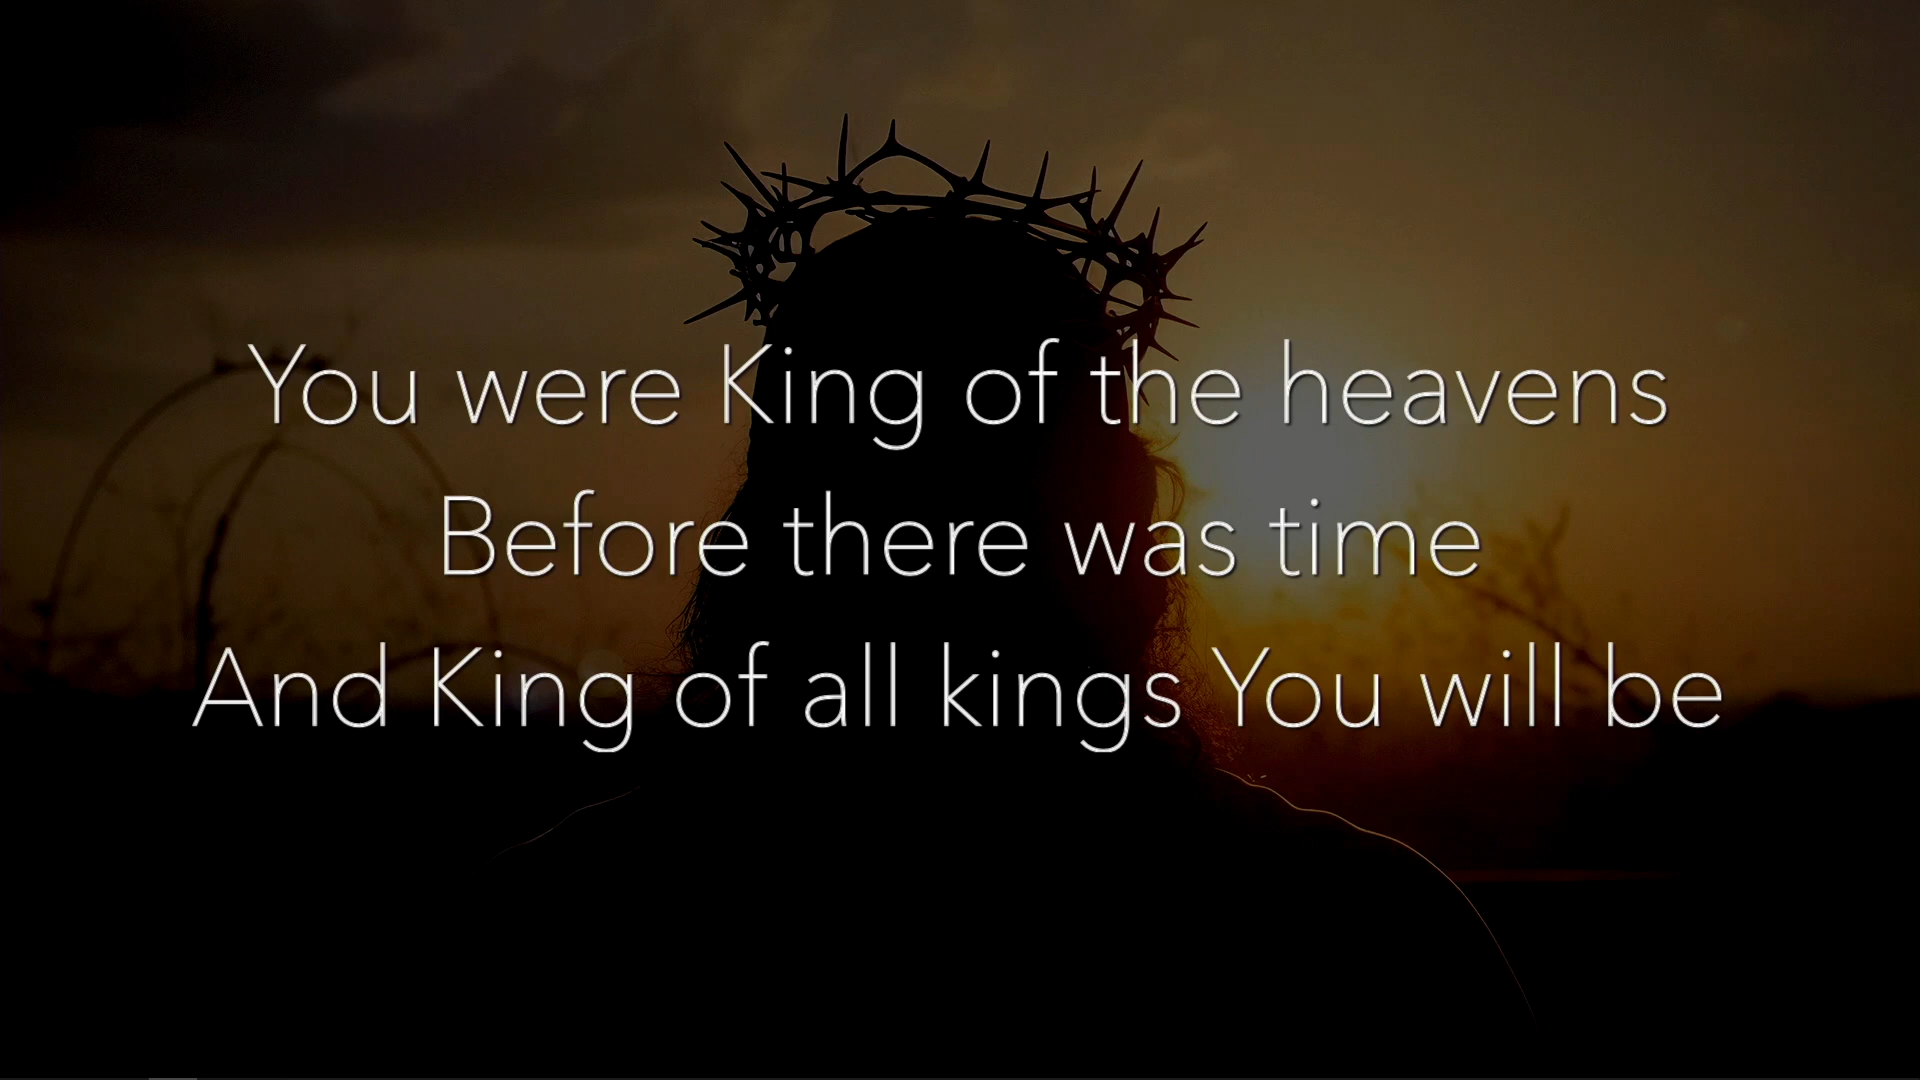 You were King of the heavens
Before there was time
And King of all kings You will be